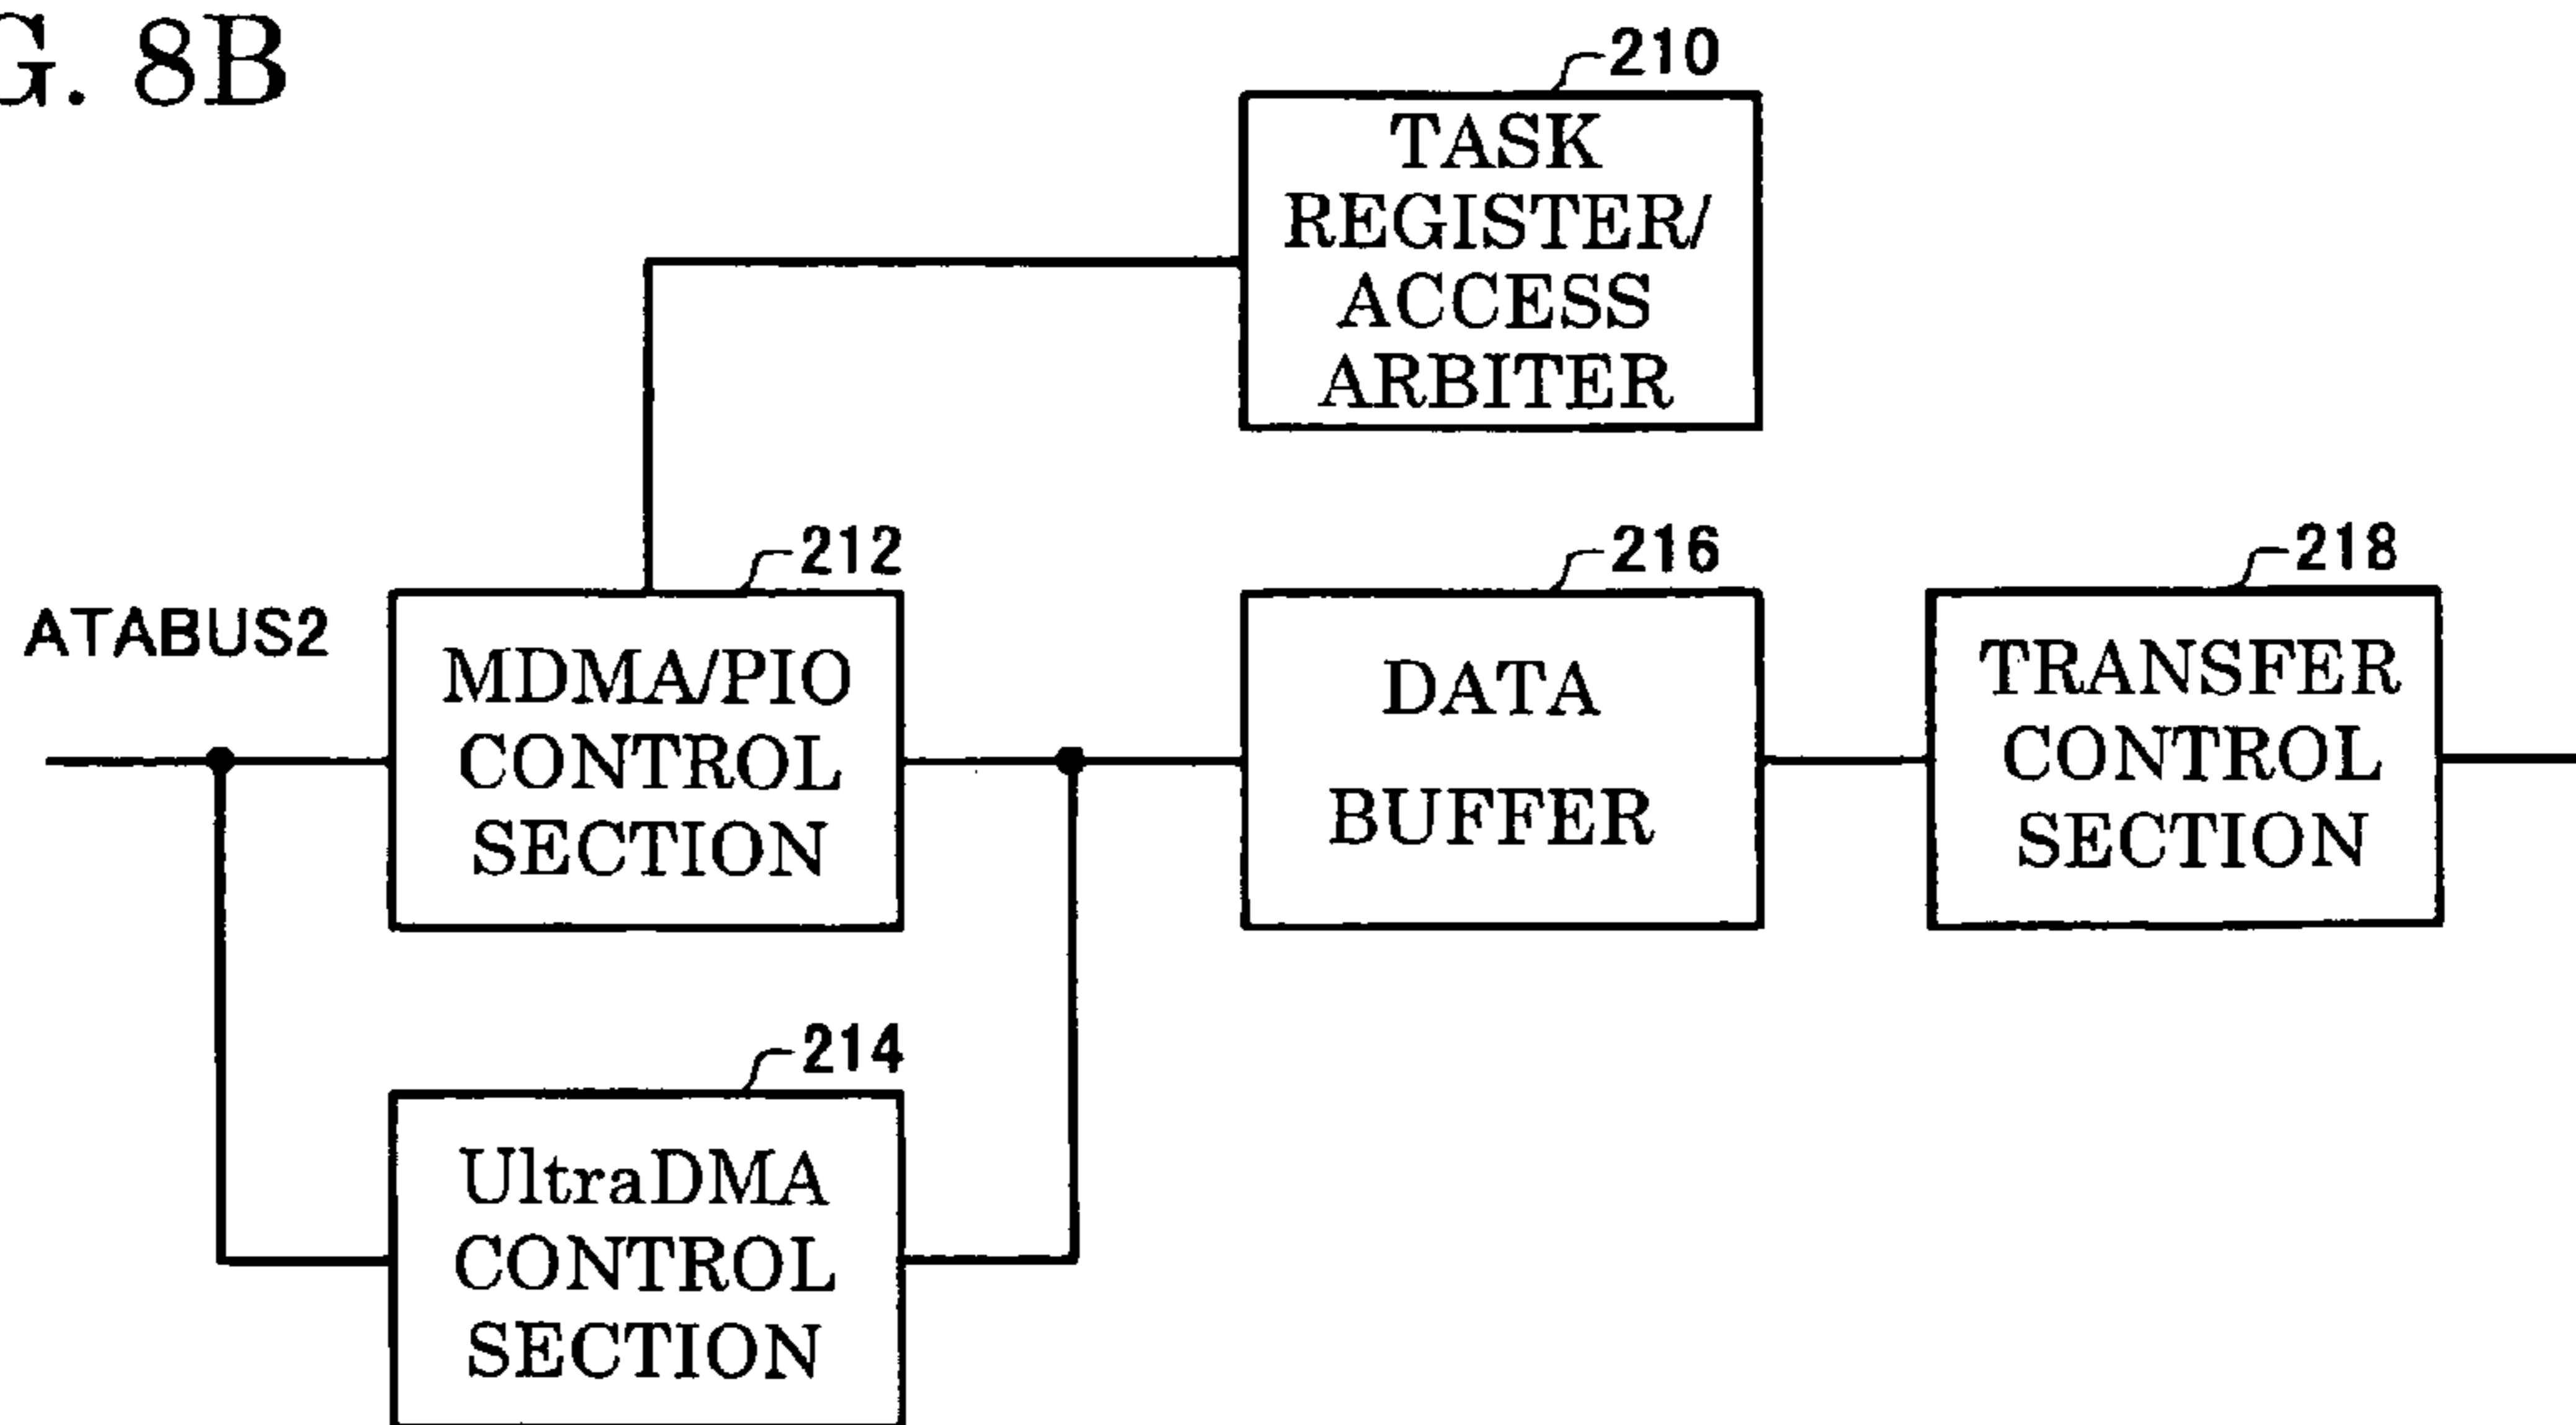 G. 8B
210
TASK
REGISTER/
ACCESS
ARBITER
ATABUS2
212
MDMA/PIO
CONTROL
SECTION
216
DATA
BUFFER
218
TRANSFER
CONTROL
SECTION
214
UltraDMA
CONTROL
SECTION